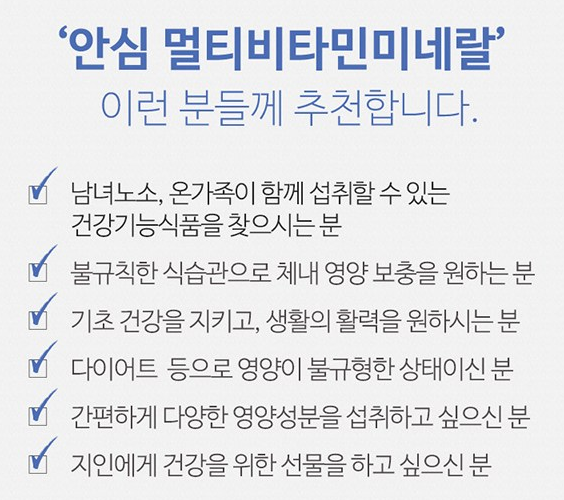 ‘안심 멀티비타민미네랄’
이런 분들께 추천합니다.
남녀노소, 온가족이 함께 섭취할 수 있는
건강기능식품을 찾으시는 분
불규칙한 식습관으로 체내 영양 보충을 원하는 분
기초 건강을 지키고, 생활의 활력을 원하시는 분
다이어트 등으로 영양이 불규형한 상태이신 분
간편하게 다양한 영양성분을 섭취하고 싶으신 분
지인에게 건강을 위한 선물을 하고 싶으신 분